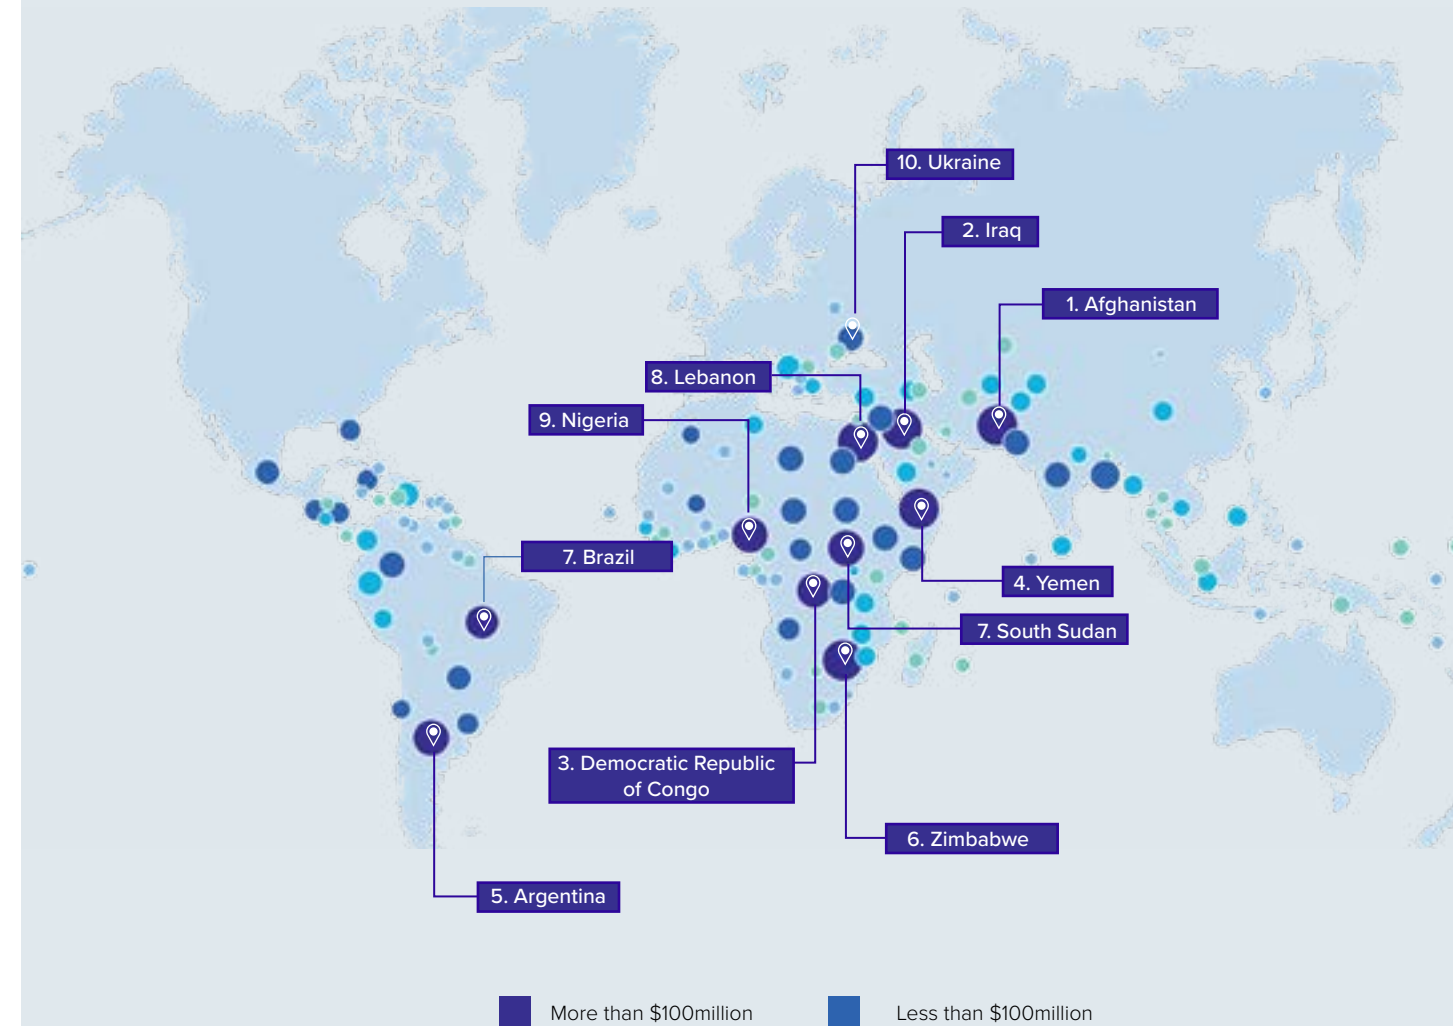 10. Ukraine
2. Iraq
1. Afghanistan
8. Lebanon
9. Nigeria
7. Brazil
4. Yemen
7. South Sudan
3. Democratic Republic
of Congo
6. Zimbabwe
5. Argentina
More than $100million
Less than $100million